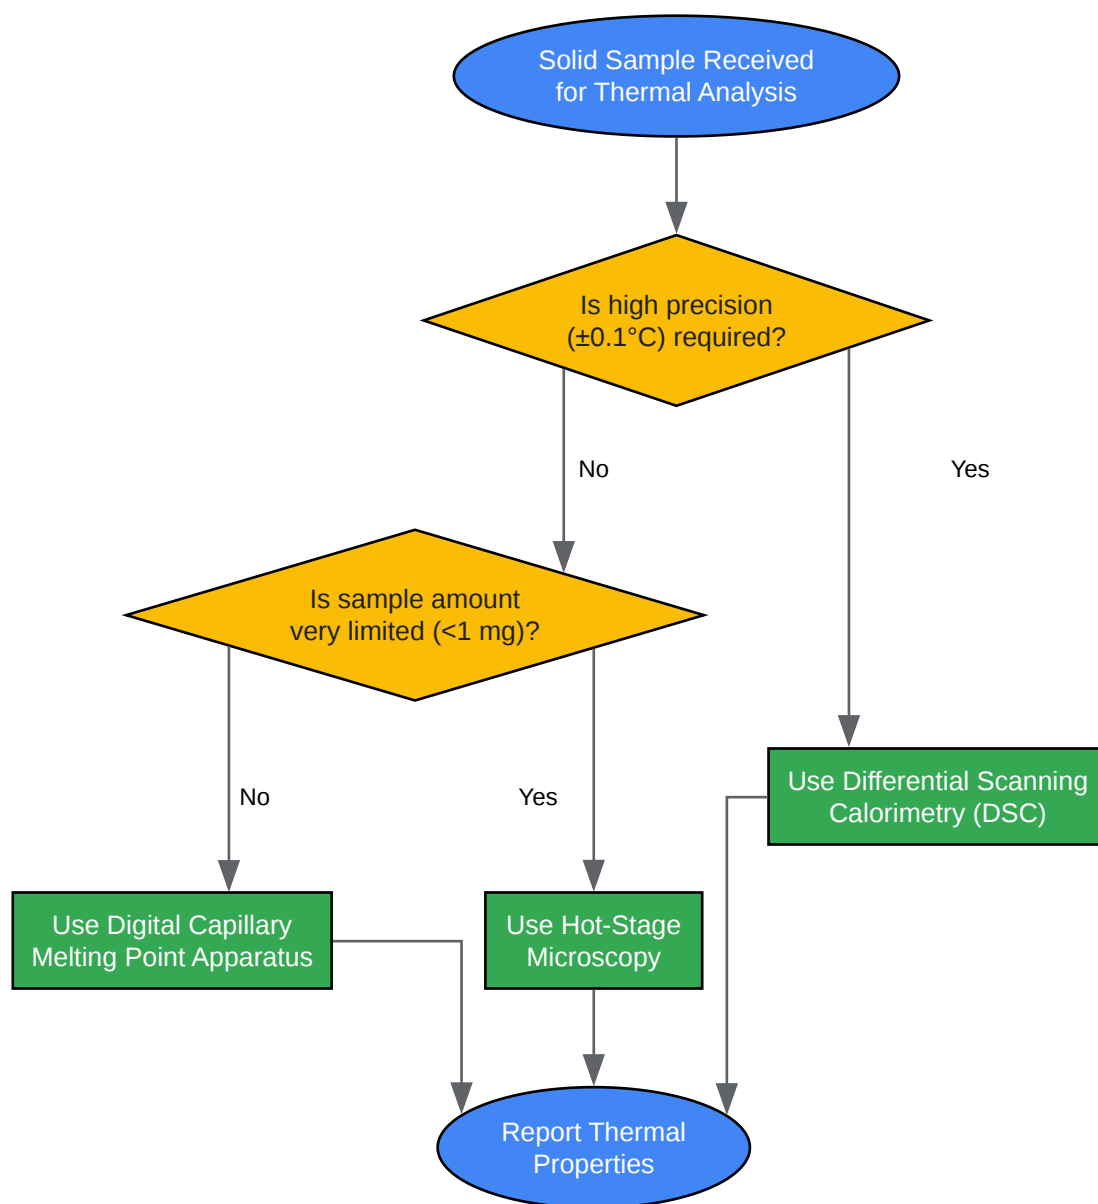 Solid Sample Received
for Thermal Analysis
Is high precision
(±0.1°C) required?
No
Yes
Is sample amount
very limited (<1 mg)?
No
Yes
Use Differential Scanning
Calorimetry (DSC)
Use Digital Capillary
Melting Point Apparatus
Use Hot-Stage
Microscopy
Report Thermal
Properties